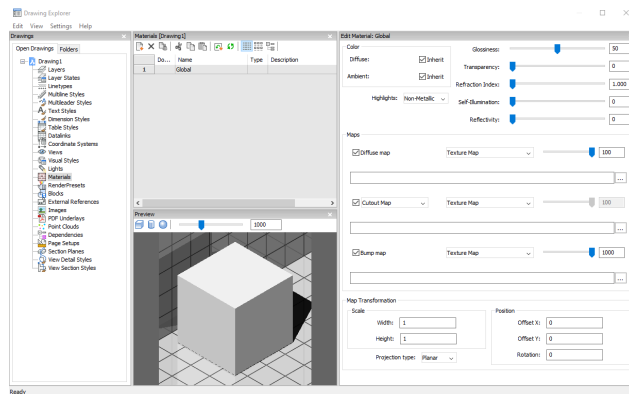 Drawing Explorer
Edit View Settings Help
Drawings
Open Drawings Folders
Drawing1
Layers
Layer States
Linetypes
Multiline Styles
Multileader Styles
Text Styles
Dimension Styles
Table Styles
Datalinks
Coordinate Systems
Views
Visual Styles
Lights
Materials
RenderPresets
Blocks
External References
Images
PDF Underlays
Point Clouds
Dependencies
Page Setups
Section Planes
View Detail Styles
View Section Styles
Materials [Drawing1]
Do... Name Type Description
1 Global
Preview
1000
Edit Material: Global
Color
Diffuse: Inherit
Ambient: Inherit
Highlights: Non-Metallic
Glossiness: 50
Transparency: 0
Refraction Index: 1.000
Self-Illumination: 0
Reflectivity: 0
Maps
Diffuse map Texture Map 100
...
Cutout Map Texture Map 100
...
Bump map Texture Map 1000
...
Map Transformation
Scale
Width: 1
Height: 1
Projection type: Planar
Position
Offset X: 0
Offset Y: 0
Rotation: 0
Ready